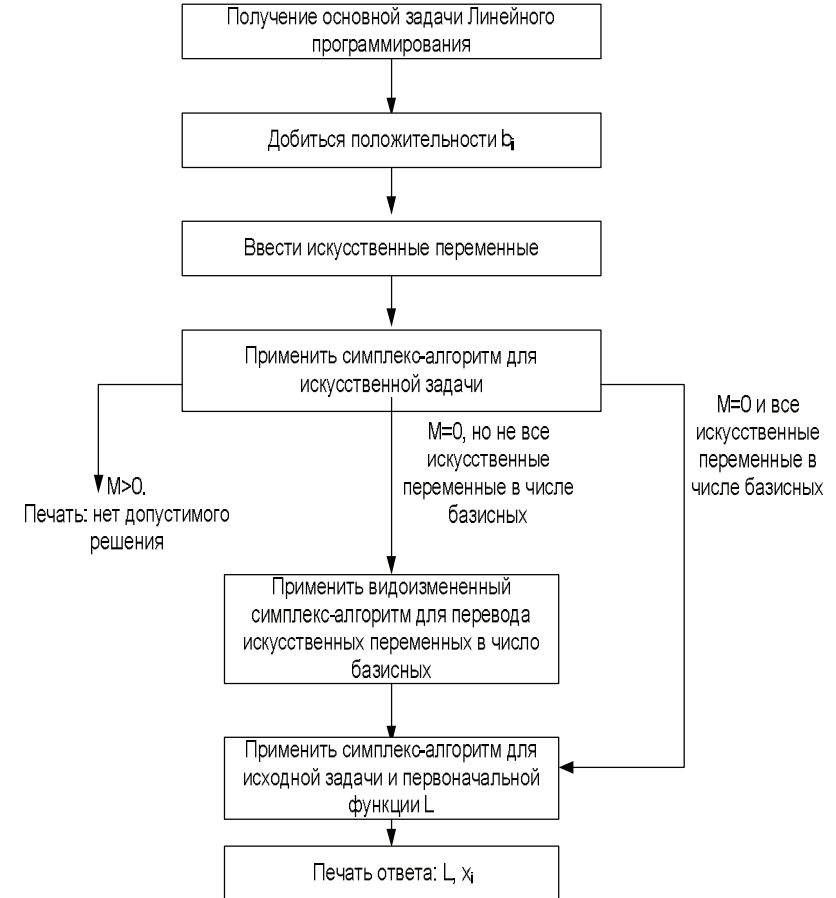 Получение основной задачи Линейного
программирования
Добиться положительности bi
Ввести искусственные переменные
Применить симплекс-алгоритм для
искусственной задачи
M=0, но не все
искусственные
переменные в числе
базисных
M=0 и все
искусственные
переменные в
числе базисных
M>0.
Печать: нет допустимого
решения
Применить видоизмененный
симплекс-алгоритм для перевода
искусственных переменных в число
базисных
Применить симплекс-алгоритм для
исходной задачи и первоначальной
функции L
Печать ответа: L, xi